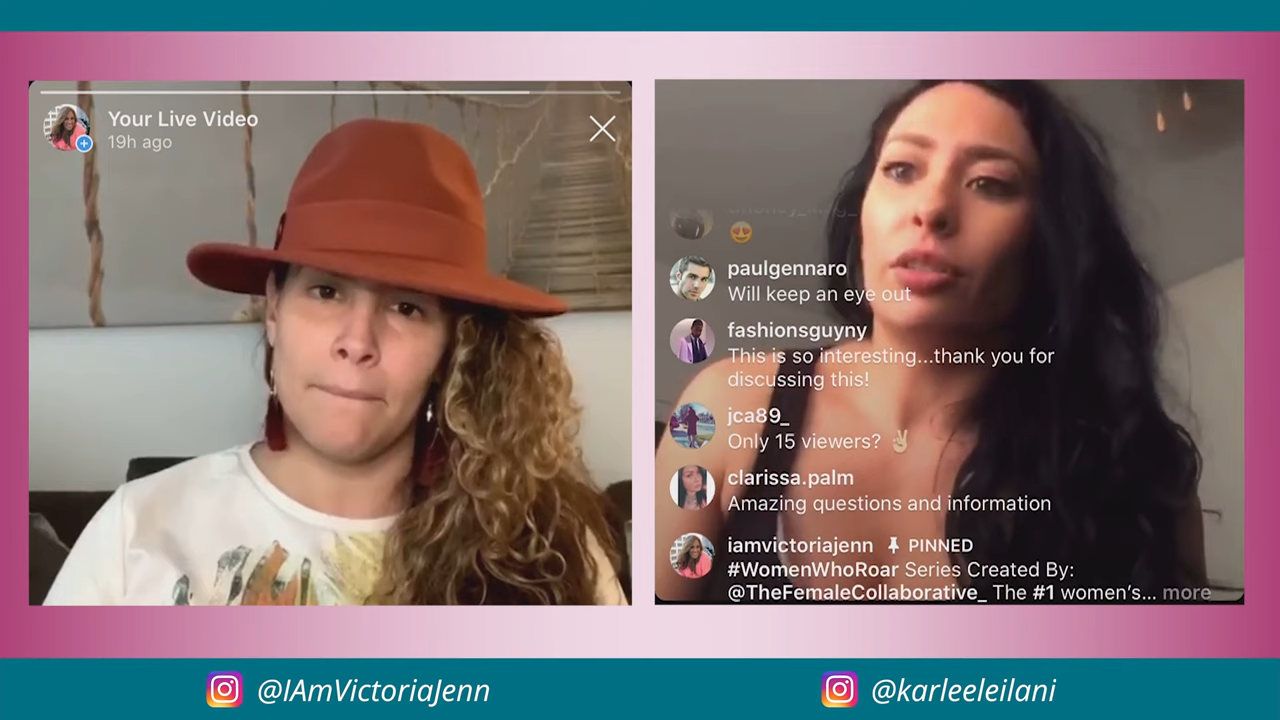 Your Live Video
19h ago
paulgennaro
Will keep an eye out
fashionsguyny
This is so interesting...thank you for
discussing this!
jca89_
Only 15 viewers? ✌🏻
clarissa.palm
Amazing questions and information
iamvictoriajenn PINNED
#WomenWhoRoar Series Created By:
@TheFemaleCollaborative_ The #1 women's... more
@IAmVictoriaJenn
@karleeleilani